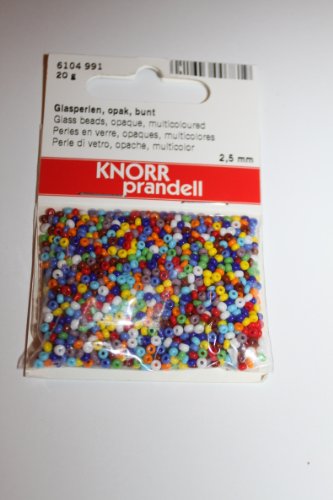 6104 991
20 g
Glasperlen, opak, bunt
Glass beads, opaque, multicoloured
Perles en verre, opaques, multicolores
Perle di vetro, opache, multicolor
2,5 mm
KNORR
prandell